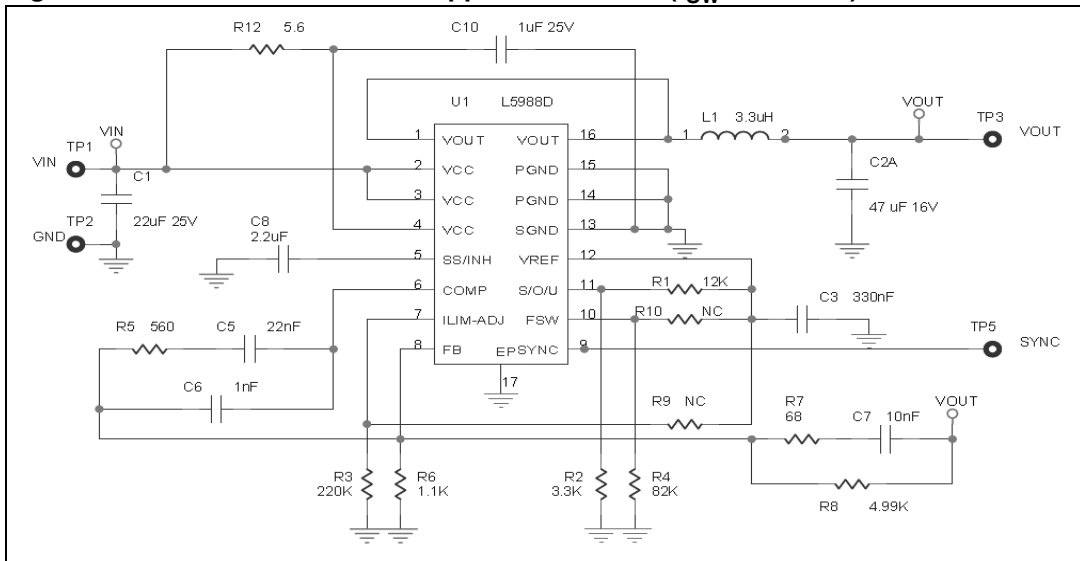 R12 5.6
C10 1uF 25V
U1 L5988D
L1 3.3uH
VOUT
TP3
VOUT
VIN
TP1
VIN
C1
22uF 25V
TP2
GND
C2A
47 uF 16V
1 VOUT VOUT 16
2 VCC PGND 15
3 VCC PGND 14
4 VCC SGND 13
5 SS/INH VREF 12
6 COMP S/O/U 11
7 ILIM-ADJ FSW 10
8 FB EP SYNC 9
17
1 2
C8
2.2uF
R1 12K
R10 NC
C3 330nF
TP5
SYNC
R5 560 C5 22nF
C6 1nF
R9 NC
R7
68
C7 10nF
VOUT
R3
220K
R6
1.1K
R2
3.3K
R4
82K
R8 4.99K